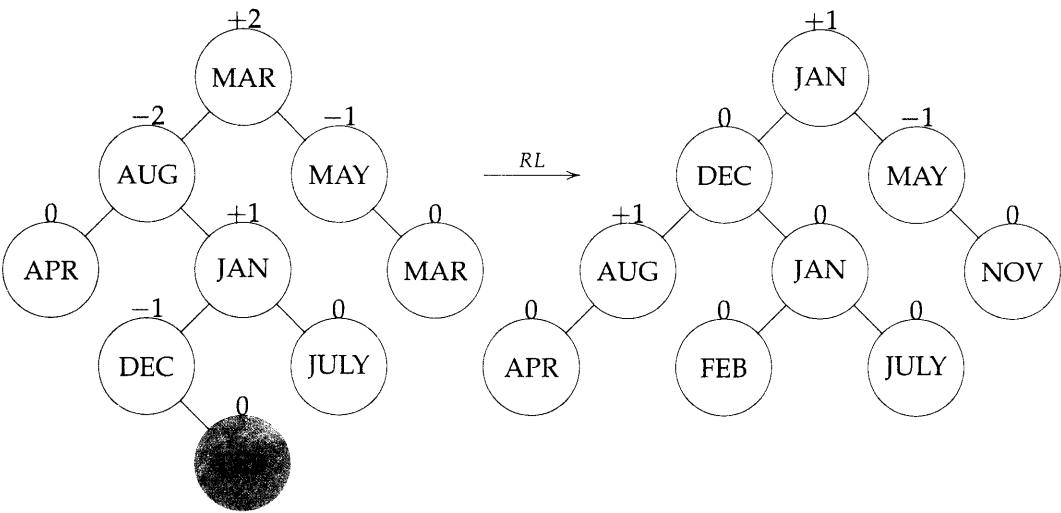 +2 +1
MAR JAN
−2 −1 0 −1
AUG MAY RL DEC MAY
0 +1 0 +1 0 0
APR JAN MAR AUG JAN NOV
−1 0 0 0 0
DEC JULY APR FEB JULY
0